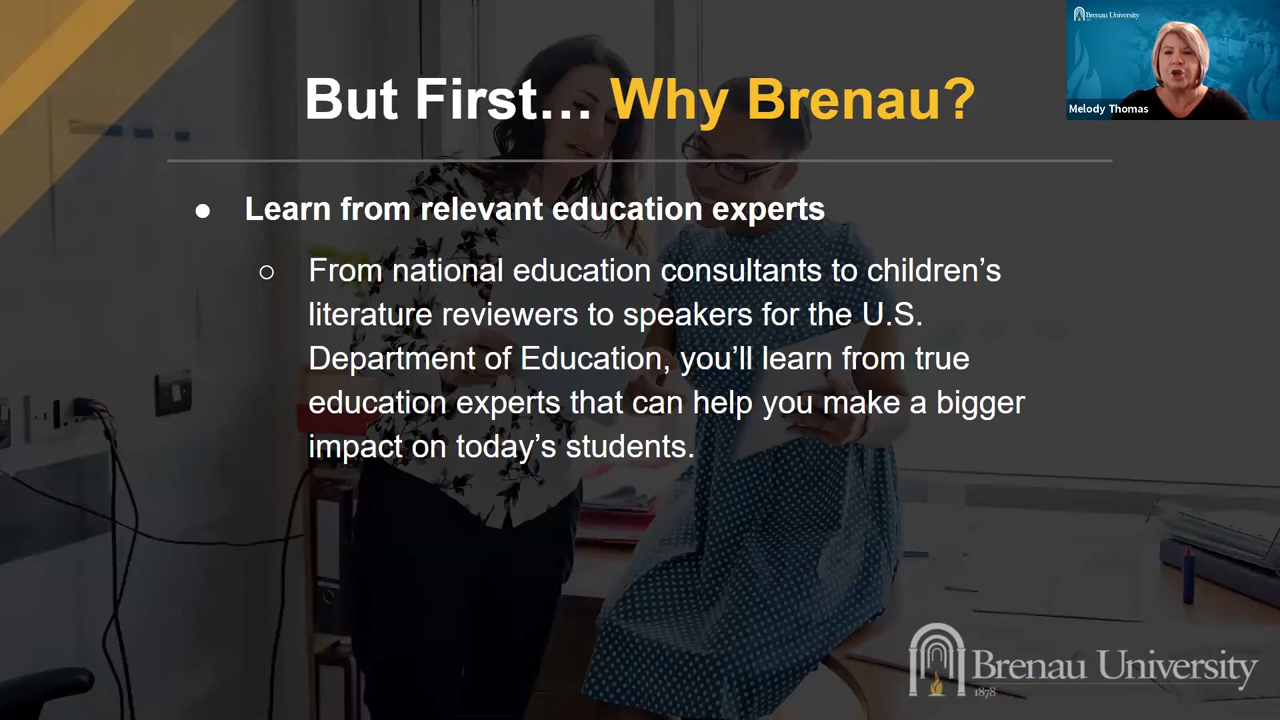 Brenau University
Melody Thomas
But First... Why Brenau?
● Learn from relevant education experts
○ From national education consultants to children’s
literature reviewers to speakers for the U.S.
Department of Education, you’ll learn from true
education experts that can help you make a bigger
impact on today’s students.
Brenau University
1878